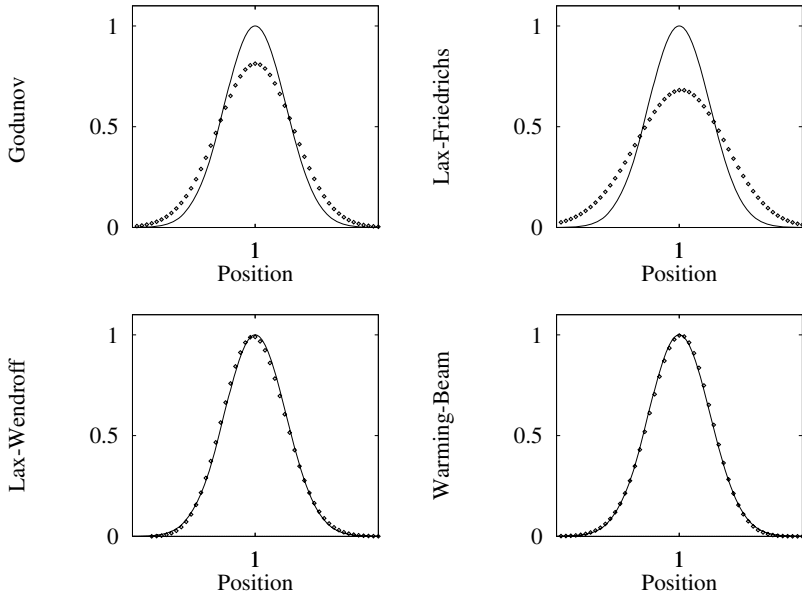 Godunov
1
0.5
0
1
Position
Lax-Friedrichs
1
0.5
0
1
Position
Lax-Wendroff
1
0.5
0
1
Position
Warming-Beam
1
0.5
0
1
Position